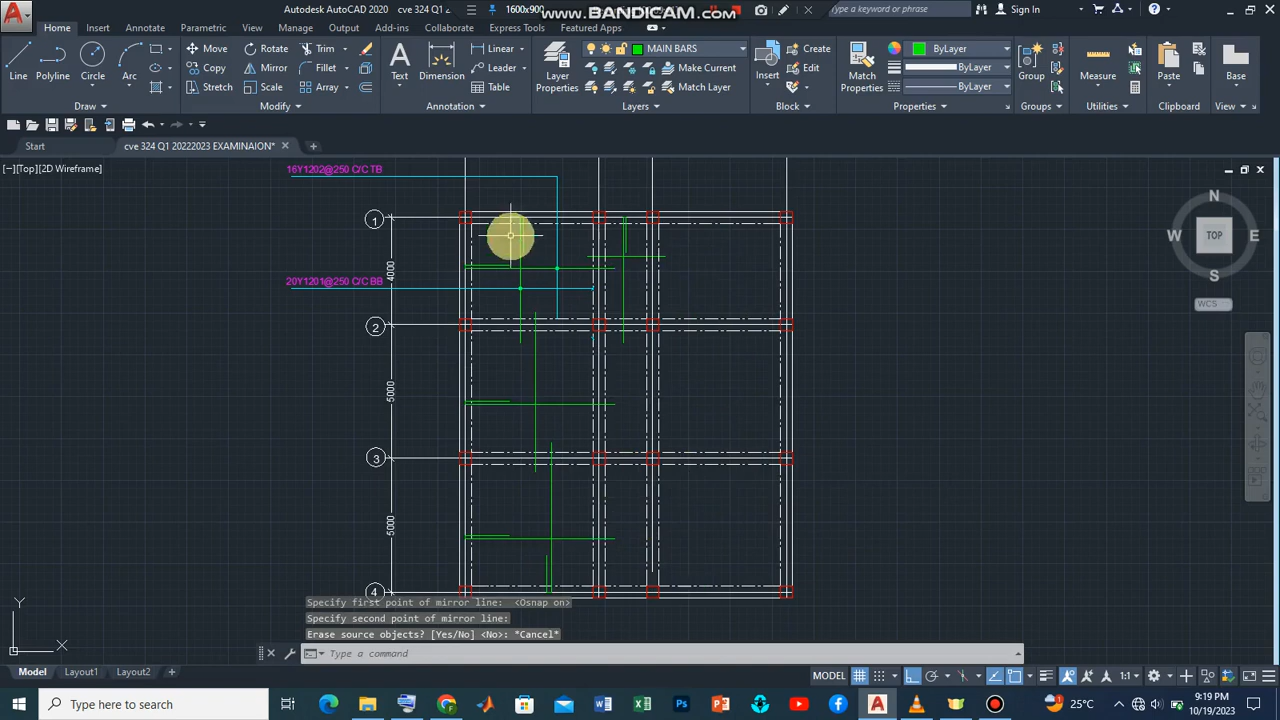 Autodesk AutoCAD 2020
cve 324 Q1
1600x900
www.BANDICAM.com
Type a keyword or phrase
Sign In
Home
Insert
Annotate
Parametric
View
Manage
Output
Add-ins
Collaborate
Express Tools
Featured Apps
Line
Polyline
Circle
Arc
Move
Rotate
Trim
Copy
Mirror
Fillet
Stretch
Scale
Array
Text
Dimension
Linear
Leader
Table
Layer Properties
MAIN BARS
Make Current
Match Layer
Insert
Create
Edit
Match Properties
ByLayer
ByLayer
ByLayer
Group
Measure
Paste
Base
Draw
Modify
Annotation
Layers
Block
Properties
Groups
Utilities
Clipboard
View
Start
cve 324 Q1 20222023 EXAMINAION*
[−][Top][2D Wireframe]
16Y1202@250 C/C TB
20Y1201@250 C/C BB
1
4000
2
5000
3
5000
4
N
W
TOP
E
S
WCS
Y
X
Specify first point of mirror line: <Osnap on>
Specify second point of mirror line:
Erase source objects? [Yes/No] <No>: *Cancel*
Type a command
Model
Layout1
Layout2
MODEL
1:1
Type here to search
25°C
9:19 PM
10/19/2023